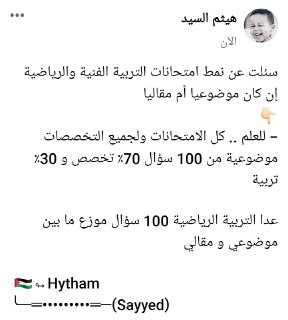 هيثم السيد
الآن
سئلت عن نمط امتحانات التربية الفنية والرياضية
إن كان موضوعيا أم مقاليا
👇🏻
– للعلم .. كل الامتحانات ولجميع التخصصات
موضوعية من 100 سؤال 70٪ تخصص و 30٪
تربية
عدا التربية الرياضية 100 سؤال موزع ما بين
موضوعي و مقالي
🇵🇸 ↬ Hytham
╰─═•••••••••═─(Sayyed)